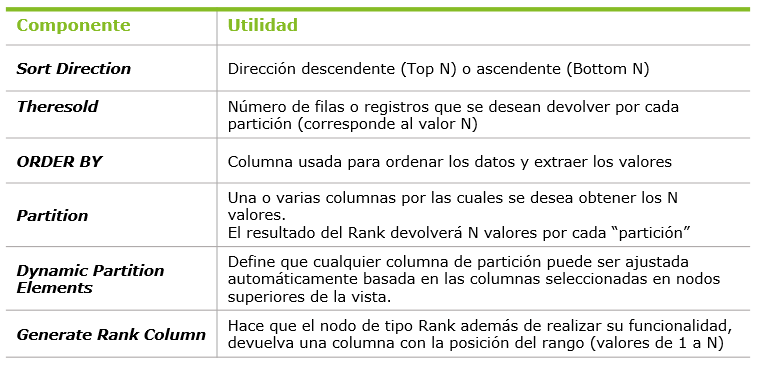 Componente Utilidad
Sort Direction Dirección descendente (Top N) o ascendente (Bottom N)
Theresold Número de filas o registros que se desean devolver por cada
partición (corresponde al valor N)
ORDER BY Columna usada para ordenar los datos y extraer los valores
Partition
Una o varias columnas por las cuales se desea obtener los N
valores.
El resultado del Rank devolverá N valores por cada “partición”
Dynamic Partition
Elements
Define que cualquier columna de partición puede ser ajustada
automáticamente basada en las columnas seleccionadas en nodos
superiores de la vista.
Generate Rank Column
Hace que el nodo de tipo Rank además de realizar su funcionalidad,
devuelva una columna con la posición del rango (valores de 1 a N)